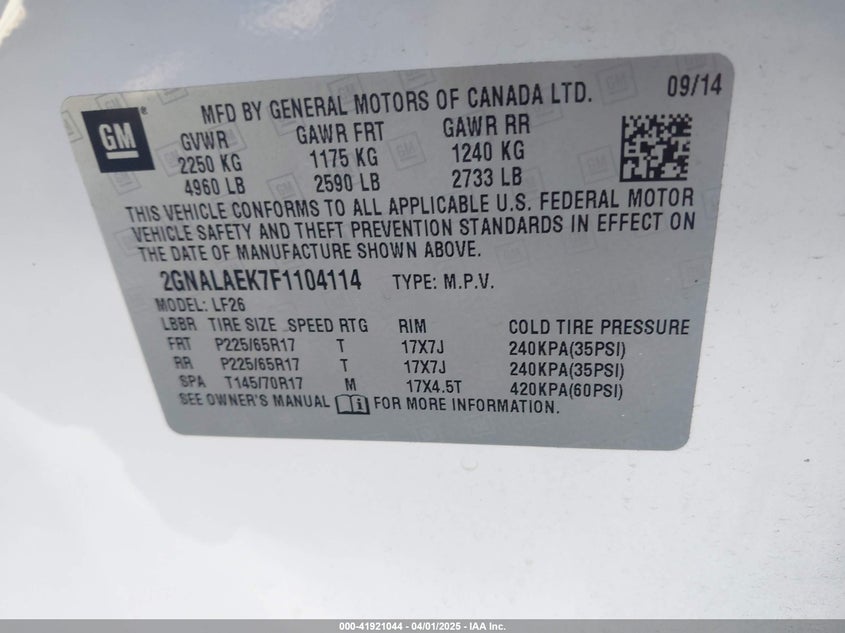 GM ® MFD BY GENERAL MOTORS OF CANADA LTD. 09/14
GVWR GAWR FRT GAWR RR
2250 KG 1175 KG 1240 KG
4960 LB 2590 LB 2733 LB
THIS VEHICLE CONFORMS TO ALL APPLICABLE U.S. FEDERAL MOTOR
VEHICLE SAFETY AND THEFT PREVENTION STANDARDS IN EFFECT ON
THE DATE OF MANUFACTURE SHOWN ABOVE.
2GNALAEK7F1104114 TYPE: M.P.V.
MODEL: LF26
LBBR TIRE SIZE SPEED RTG RIM COLD TIRE PRESSURE
FRT P225/65R17 T 17X7J 240KPA(35PSI)
RR P225/65R17 T 17X7J 240KPA(35PSI)
SPA T145/70R17 M 17X4.5T 420KPA(60PSI)
SEE OWNER'S MANUAL FOR MORE INFORMATION.
000-41921044 | 04/01/2025 - IAA Inc.